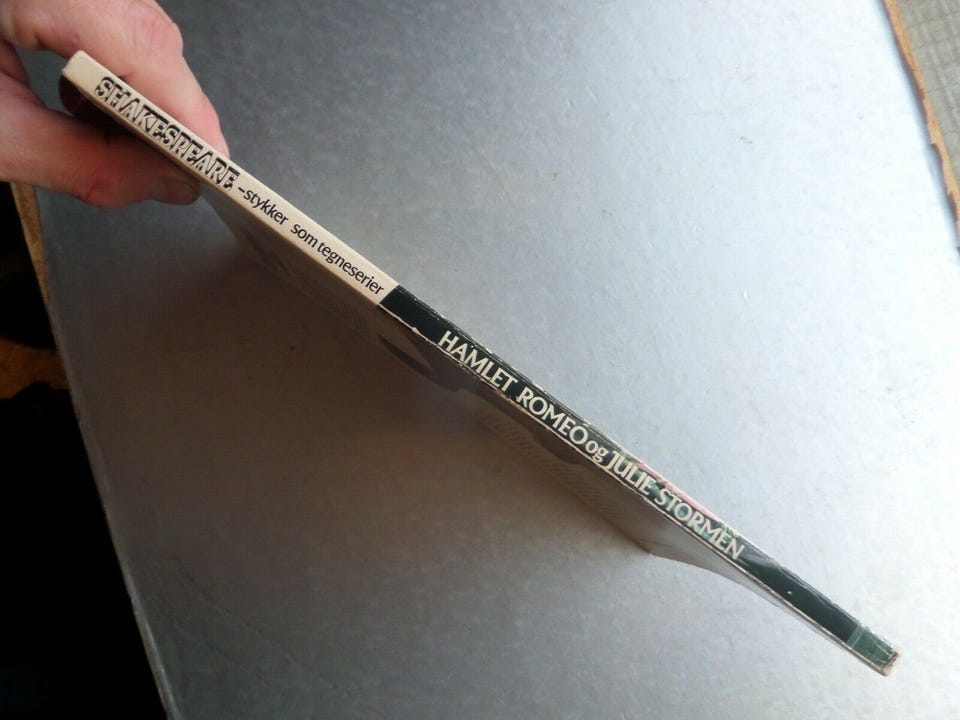 SHAKESPEARE -stykker som tegneserier HAMLET ROMEO og JULIE STORMEN